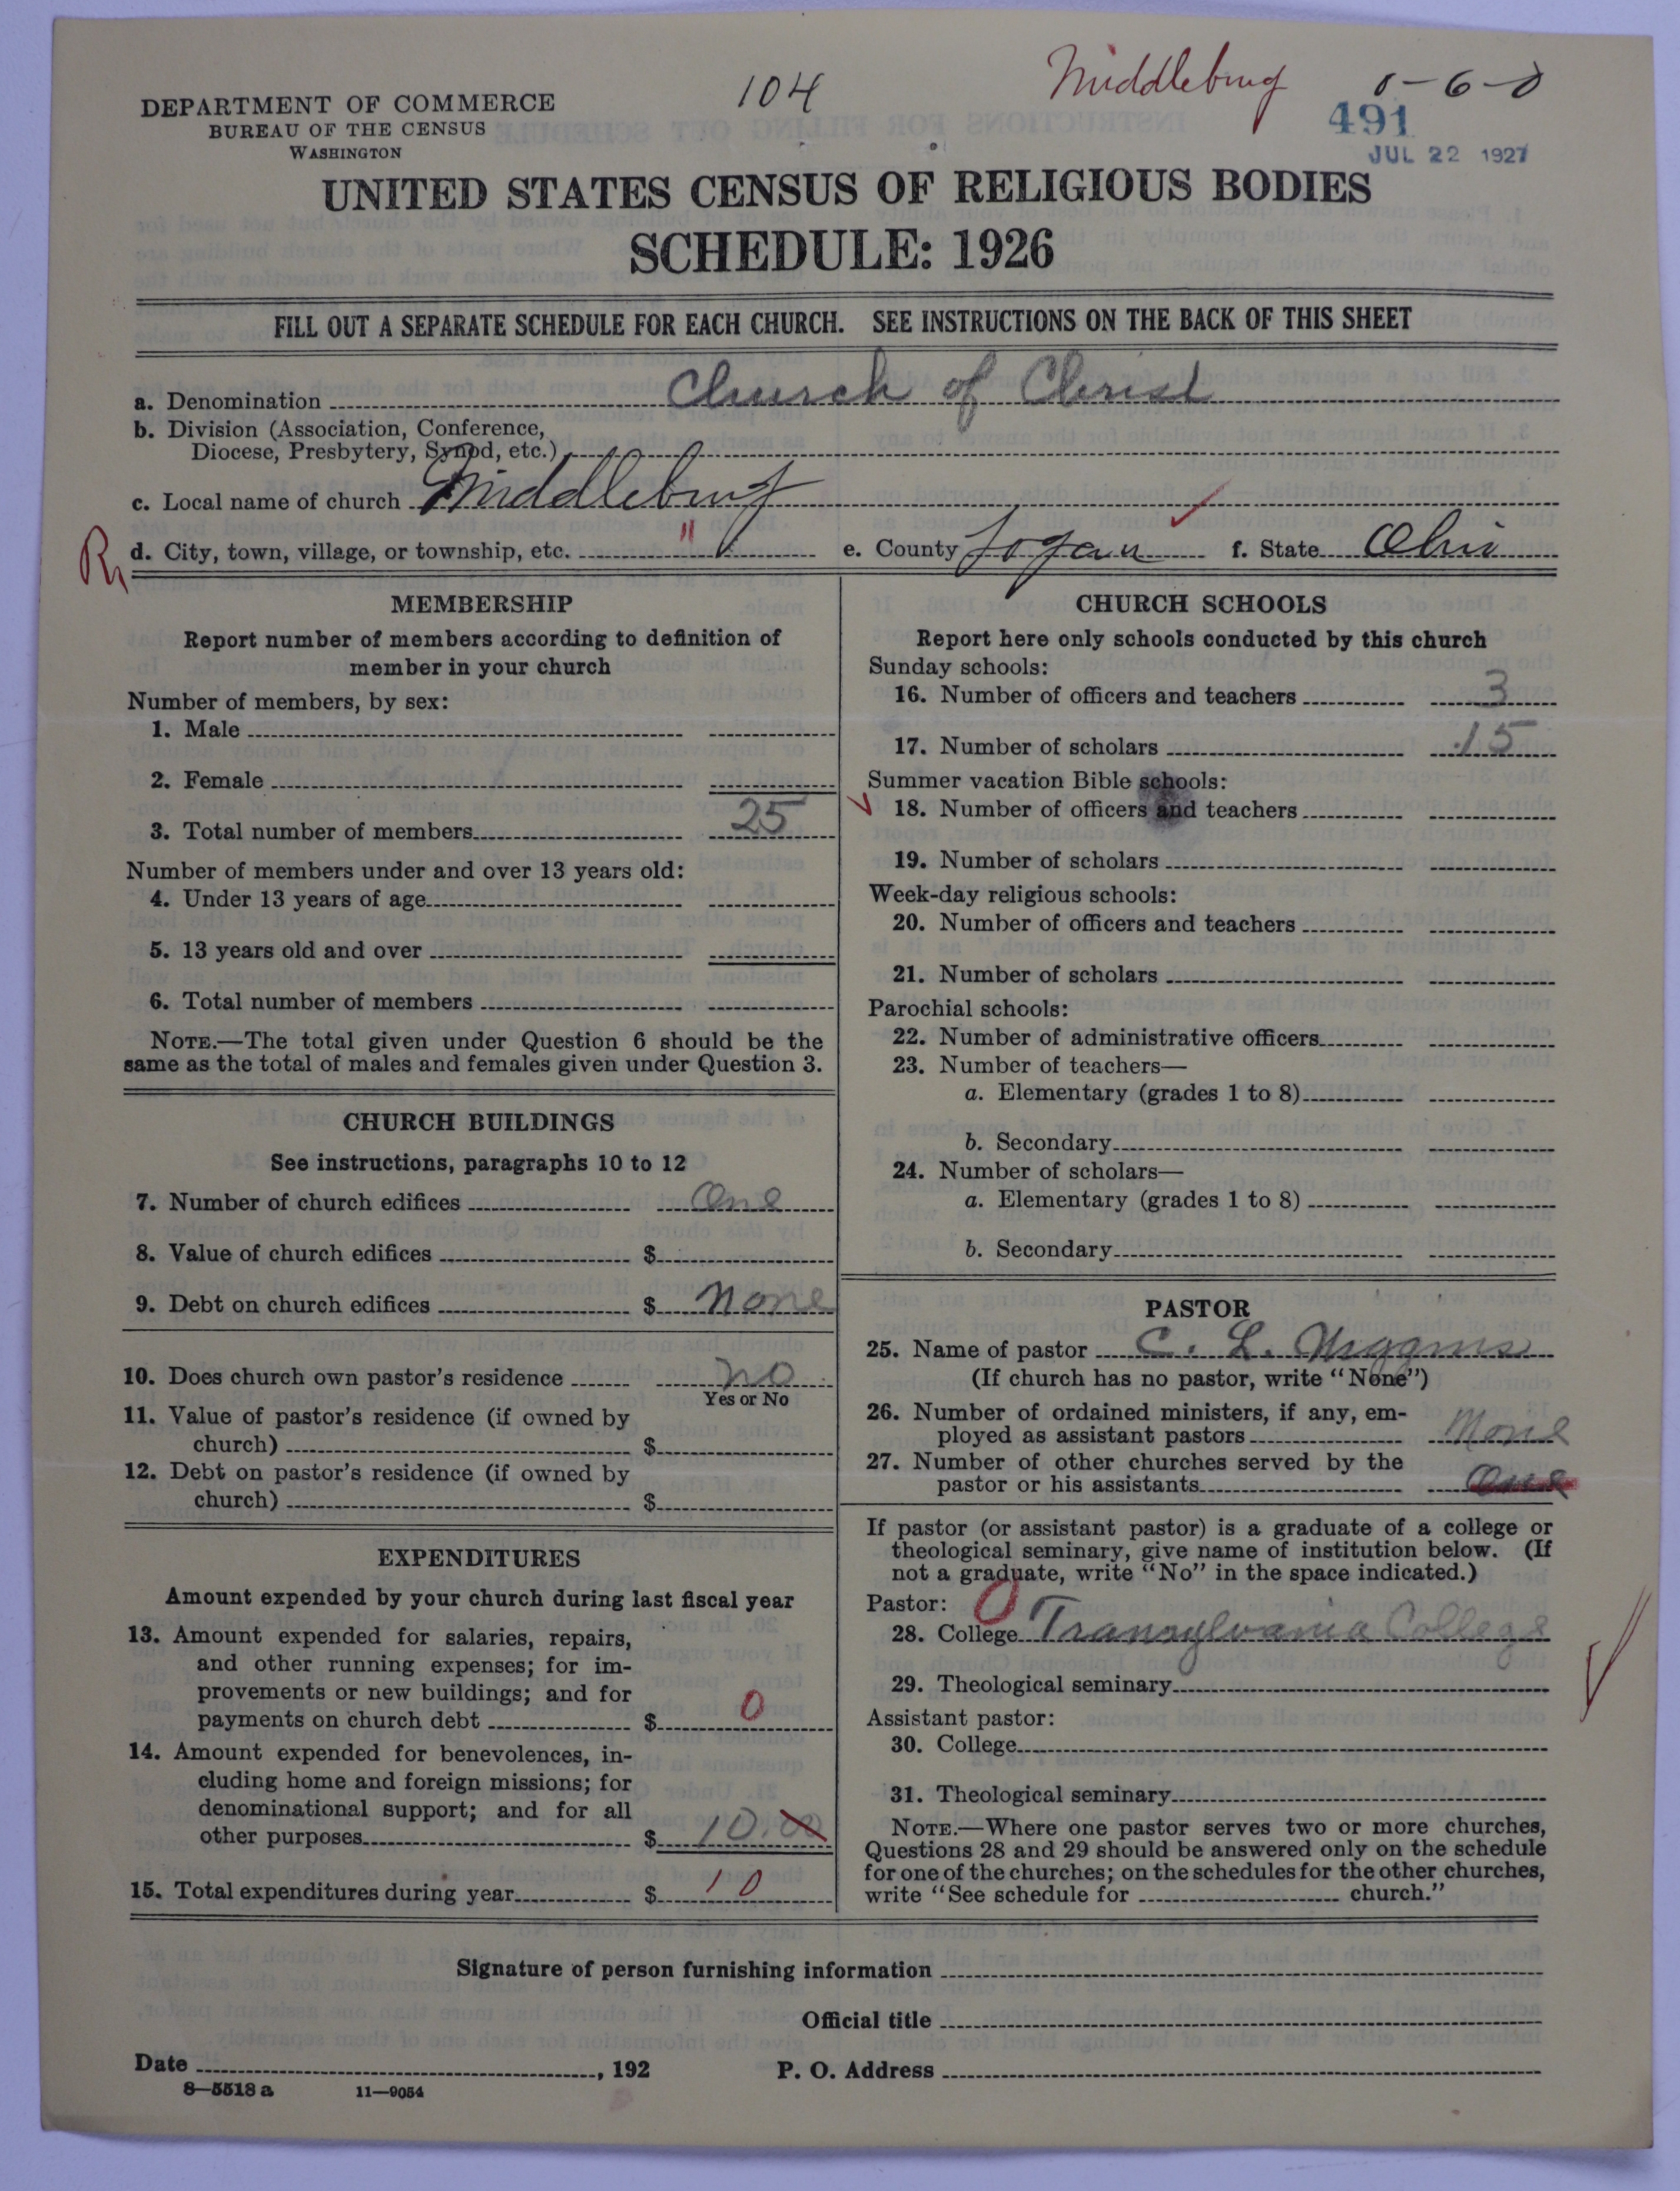 104
Middleburg
0-6-0
DEPARTMENT OF COMMERCE
BUREAU OF THE CENSUS
WASHINGTON
491
JUL 22 1927
UNITED STATES CENSUS OF RELIGIOUS BODIES
SCHEDULE: 1926
FILL OUT A SEPARATE SCHEDULE FOR EACH CHURCH. SEE INSTRUCTIONS ON THE BACK OF THIS SHEET
a. Denomination Church of Christ
b. Division (Association, Conference,
Diocese, Presbytery, Synod, etc.)
c. Local name of church Middleburg
d. City, town, village, or township, etc. " e. County Logan f. State Ohio
MEMBERSHIP
Report number of members according to definition of
member in your church
Number of members, by sex:
1. Male
2. Female
3. Total number of members 25
Number of members under and over 13 years old:
4. Under 13 years of age
5. 13 years old and over
6. Total number of members
NOTE.—The total given under Question 6 should be the
same as the total of males and females given under Question 3.
CHURCH BUILDINGS
See instructions, paragraphs 10 to 12
7. Number of church edifices One
8. Value of church edifices $
9. Debt on church edifices $ None
10. Does church own pastor's residence no
Yes or No
11. Value of pastor's residence (if owned by
church) $
12. Debt on pastor's residence (if owned by
church) $
EXPENDITURES
Amount expended by your church during last fiscal year
13. Amount expended for salaries, repairs,
and other running expenses; for im-
provements or new buildings; and for
payments on church debt $ 0
14. Amount expended for benevolences, in-
cluding home and foreign missions; for
denominational support; and for all
other purposes $ 10.00
15. Total expenditures during year $ 10
CHURCH SCHOOLS
Report here only schools conducted by this church
Sunday schools:
16. Number of officers and teachers 3
17. Number of scholars 15
Summer vacation Bible schools:
18. Number of officers and teachers
19. Number of scholars
Week-day religious schools:
20. Number of officers and teachers
21. Number of scholars
Parochial schools:
22. Number of administrative officers
23. Number of teachers—
a. Elementary (grades 1 to 8)
b. Secondary
24. Number of scholars—
a. Elementary (grades 1 to 8)
b. Secondary
PASTOR
25. Name of pastor C. L.
(If church has no pastor, write "None")
26. Number of ordained ministers, if any, em-
ployed as assistant pastors None
27. Number of other churches served by the
pastor or his assistants One
If pastor (or assistant pastor) is a graduate of a college or
theological seminary, give name of institution below. (If
not a graduate, write "No" in the space indicated.)
Pastor: 0
28. College Transylvania College
29. Theological seminary
Assistant pastor:
30. College
31. Theological seminary
NOTE.—Where one pastor serves two or more churches,
Questions 28 and 29 should be answered only on the schedule
for one of the churches; on the schedules for the other churches,
write "See schedule for church."
Signature of person furnishing information
Official title
Date , 192 P. O. Address
8—5518 a 11—9054